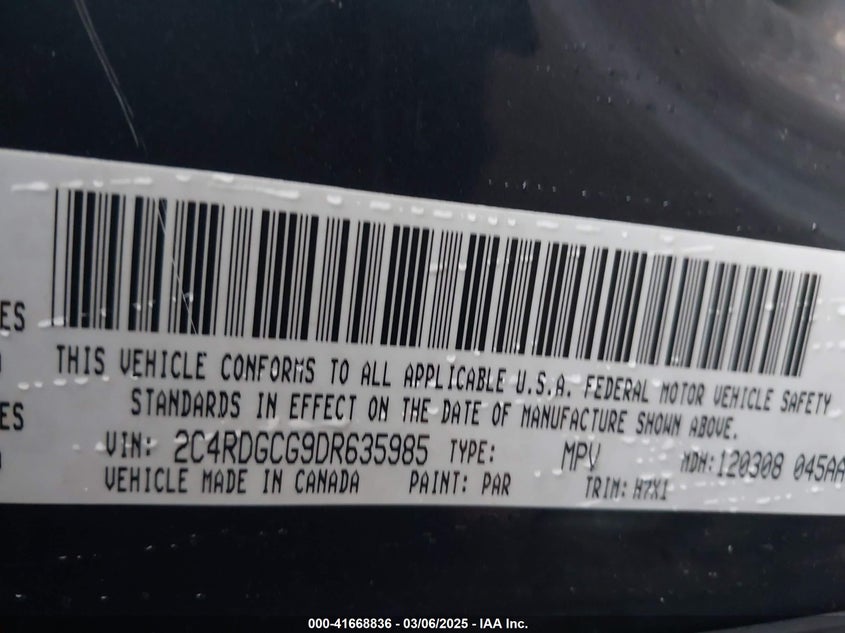 ES
THIS VEHICLE CONFORMS TO ALL APPLICABLE U.S.A. FEDERAL MOTOR VEHICLE SAFETY
STANDARDS IN EFFECT ON THE DATE OF MANUFACTURE SHOWN ABOVE.
ES
VIN: 2C4RDGCG9DR635985 TYPE: MPV MDH:120308 045AA
VEHICLE MADE IN CANADA PAINT: PAR TRIM: H7X1
000-41668836 - 03/06/2025 - IAA Inc.